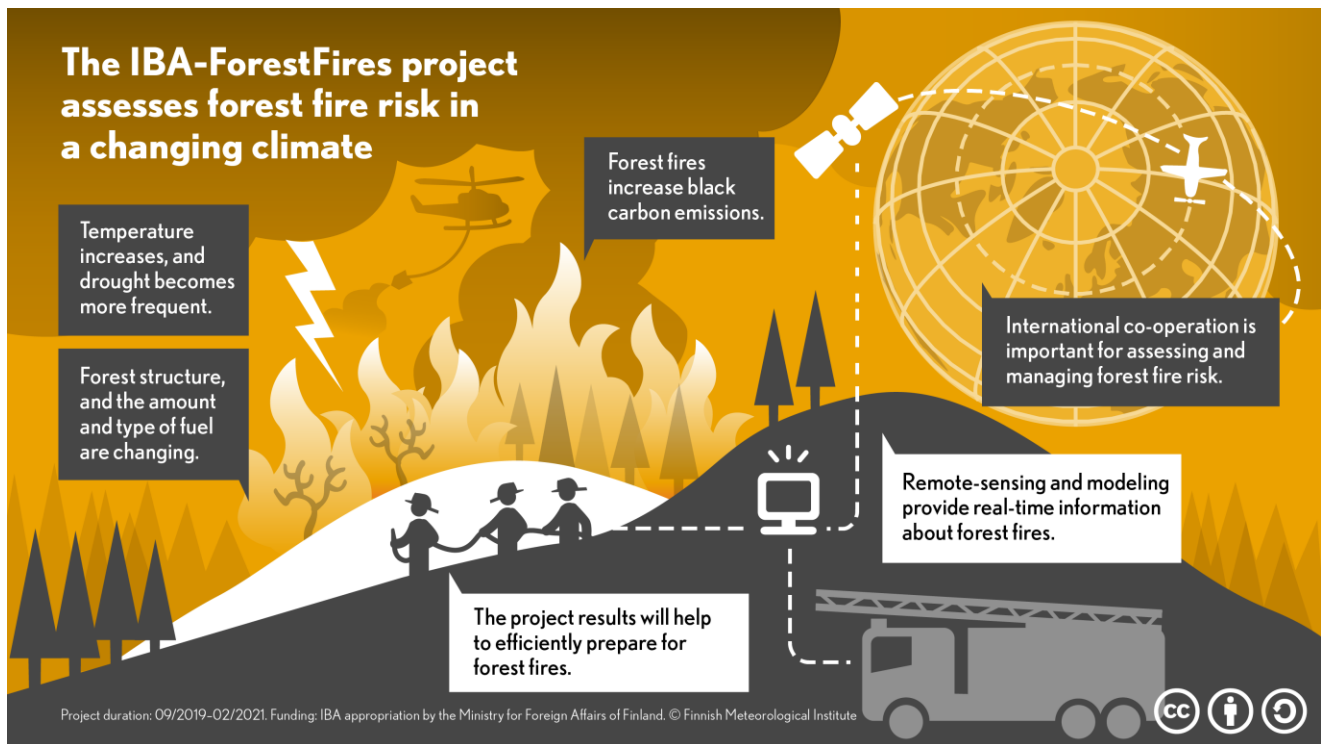 The IBA-ForestFires project
assesses forest fire risk in
a changing climate
Temperature
increases, and
drought becomes
more frequent.
Forest structure,
and the amount
and type of fuel
are changing.
Forest fires
increase black
carbon emissions.
International co-operation is
important for assessing and
managing forest fire risk.
Remote-sensing and modeling
provide real-time information
about forest fires.
The project results will help
to efficiently prepare for
forest fires.
Project duration: 09/2019–02/2021. Funding: IBA appropriation by the Ministry for Foreign Affairs of Finland. © Finnish Meteorological Institute
cc